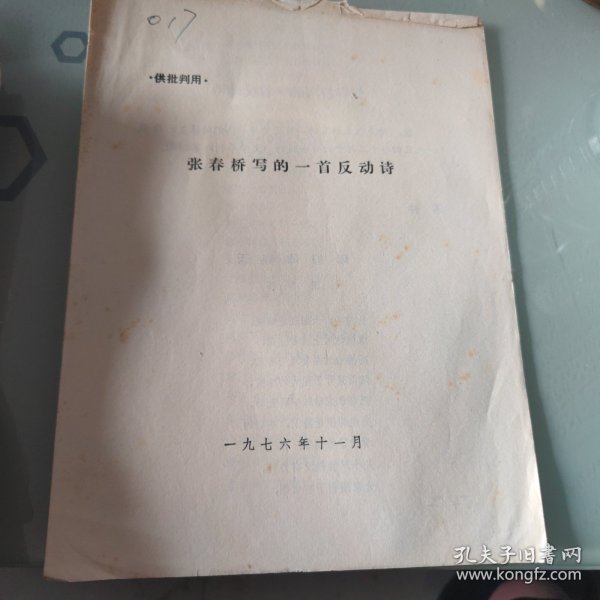 017
·供批判用·
张春桥写的一首反动诗
一九七六年十一月
孔夫子旧书网
www.kongfz.com